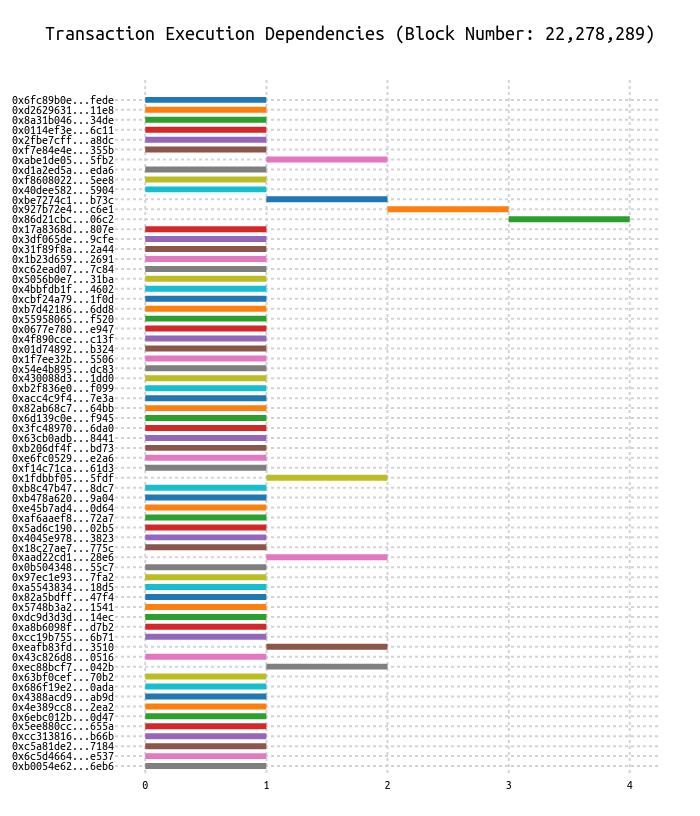 Transaction Execution Dependencies (Block Number: 22,278,289)
0x6fc89b0e...fede
0xd2629631...11e8
0x8a31b046...34de
0x0114ef3e...6c11
0x2fbe7cff...a8dc
0xf7e84e4e...355b
0xabe1de05...5fb2
0xd1a2ed5a...eda6
0xf8608022...5ee8
0x40dee582...5904
0xbe7274c1...b73c
0x927b72e4...c6e1
0x86d21cbc...06c2
0x17a8368d...807e
0x3df065de...9cfe
0x31f89f8a...2a44
0x1b23d659...2691
0xc62ead07...7c84
0x5056b0e7...31ba
0x4bbfdb1f...4602
0xcbf24a79...1f0d
0xb7d42186...6dd8
0x55958065...f520
0x0677e780...e947
0x4f890cce...c13f
0x01d74892...b324
0x1f7ee32b...5506
0x54e4b895...dc83
0x430088d3...1dd0
0xb2f836e0...f099
0xacc4c9f4...7e3a
0x82ab68c7...64bb
0x6d139c0e...f945
0x3fc48970...6da0
0x63cb0adb...8441
0xb206df4f...bd73
0xe6fc0529...e2a6
0xf14c71ca...61d3
0x1fdbbf05...5fdf
0xb8c47b47...8dc7
0xb478a620...9a04
0xe45b7ad4...0d64
0xaf6aaef8...72a7
0x5ad6c190...02b5
0x4045e978...3823
0x18c27ae7...775c
0xaad22cd1...28e6
0x0b504348...55c7
0x97ec1e93...7fa2
0xa5543834...18d5
0x82a5bdff...47f4
0x5748b3a2...1541
0xdc9d3d3d...14ec
0xa8b6098f...d7b2
0xcc19b755...6b71
0xeafb83fd...3510
0x43c826d8...0516
0xec88bcf7...042b
0x63bf0cef...70b2
0x686f19e2...0ada
0x4388acd9...ab9d
0x4e389cc8...2ea2
0x6ebc012b...0d47
0x5ee880cc...655a
0xcc313816...b66b
0xc5a81de2...7184
0x6c5d4664...e537
0xb0054e62...6eb6
0 1 2 3 4